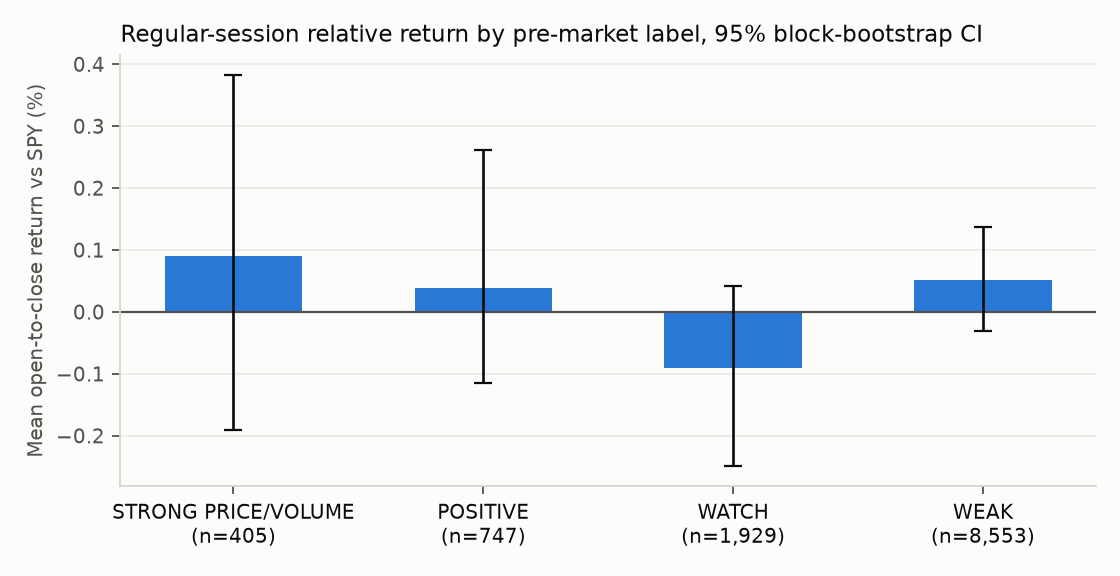 Regular-session relative return by pre-market label, 95% block-bootstrap CI
Mean open-to-close return vs SPY (%)
0.4
0.3
0.2
0.1
0.0
−0.1
−0.2
STRONG PRICE/VOLUME
(n=405)
POSITIVE
(n=747)
WATCH
(n=1,929)
WEAK
(n=8,553)